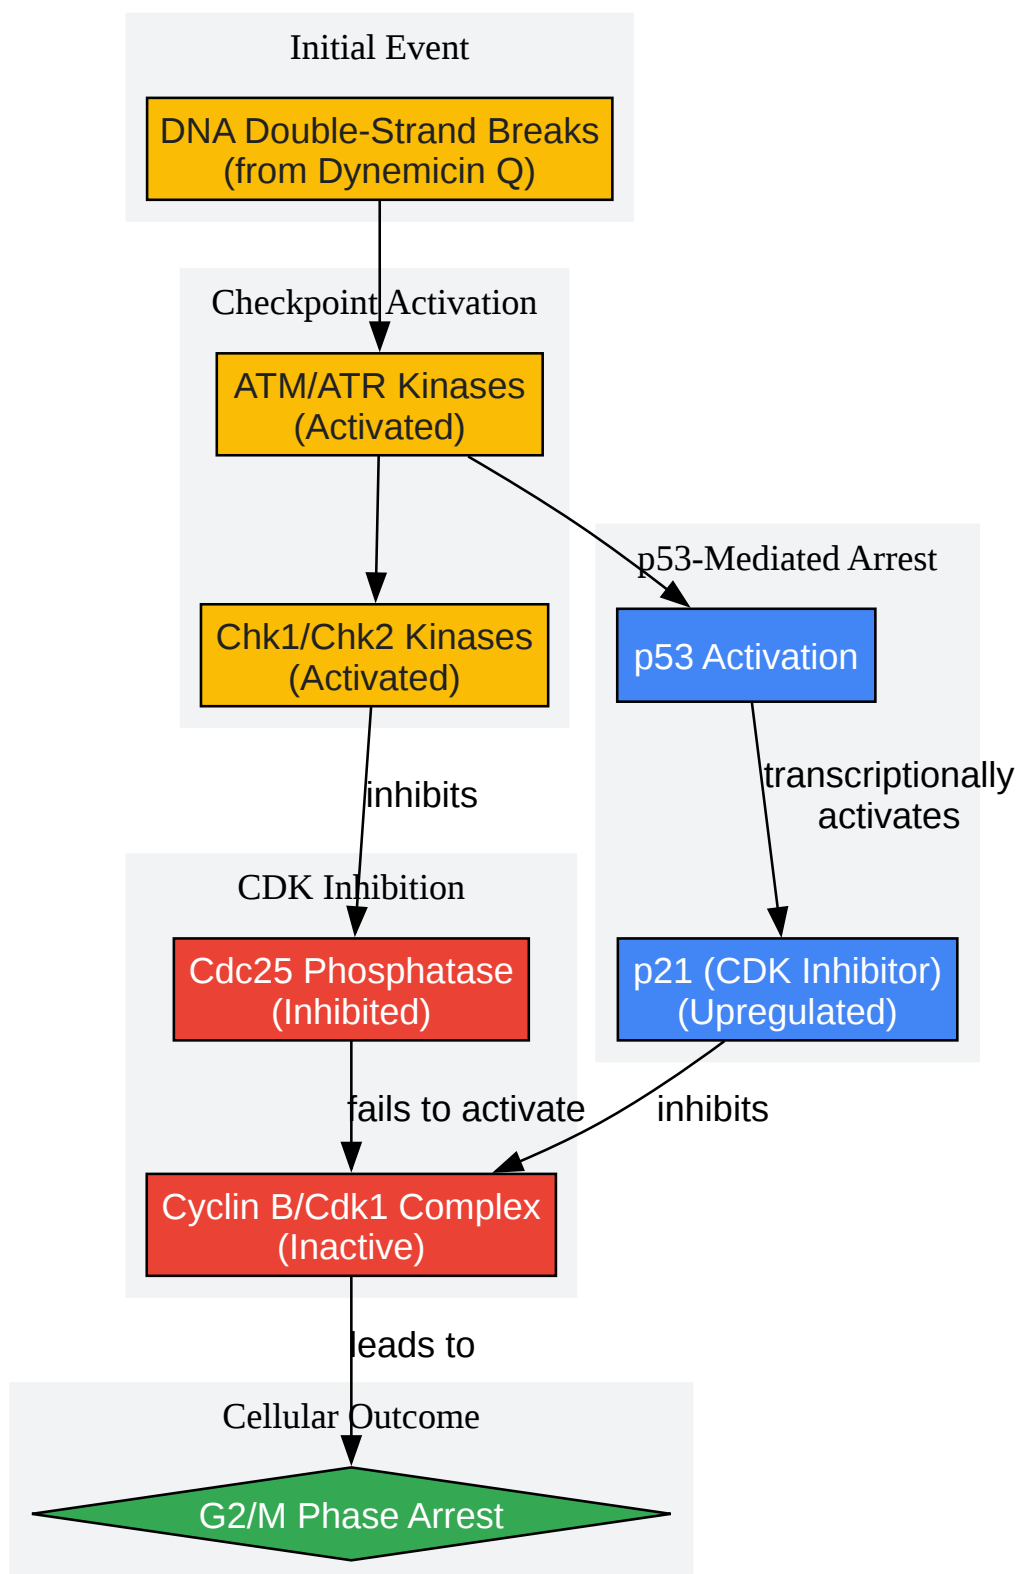 Initial Event
DNA Double-Strand Breaks
(from Dynemicin Q)
Checkpoint Activation
ATM/ATR Kinases
(Activated)
p53-Mediated Arrest
Chk1/Chk2 Kinases
(Activated)
p53 Activation
inhibits
transcriptionally
activates
CDK Inhibition
Cdc25 Phosphatase
(Inhibited)
p21 (CDK Inhibitor)
(Upregulated)
fails to activate
inhibits
Cyclin B/Cdk1 Complex
(Inactive)
leads to
Cellular Outcome
G2/M Phase Arrest